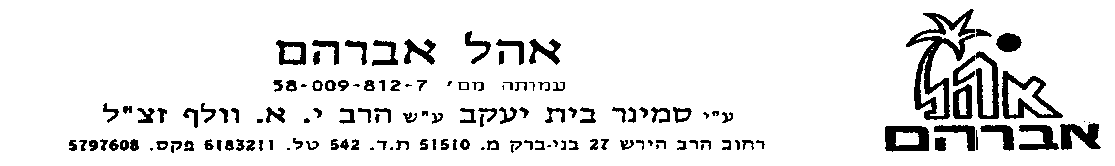 אהל אברהם
עמותה מס' 58-009-812-7
ע"י סמינר בית יעקב ע"ש הרב י. א. וולף זצ"ל
רחוב הרב הירש 27 בני-ברק מ. 51510 ת.ד. 542 טל. 6183211 פקס. 5797608
אהל
אברהם